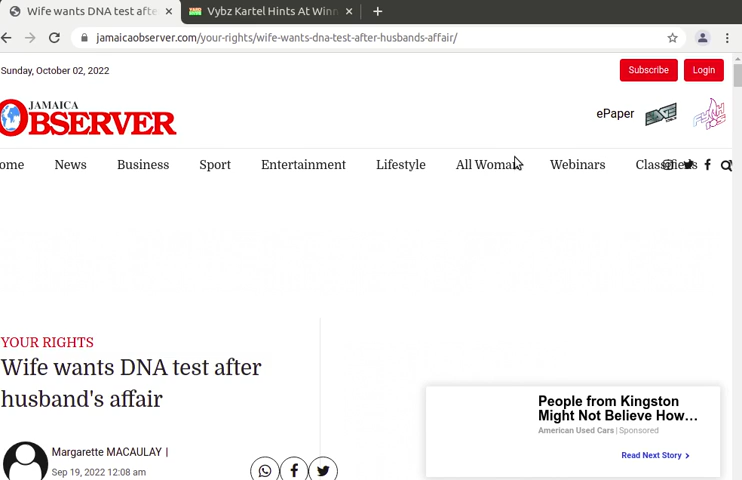 Wife wants DNA test afte
Vybz Kartel Hints At Winn
jamaicaobserver.com/your-rights/wife-wants-dna-test-after-husbands-affair/
Sunday, October 02, 2022
Subscribe
Login
JAMAICA
OBSERVER
ePaper
ome News Business Sport Entertainment Lifestyle All Woman Webinars Classifieds
YOUR RIGHTS
Wife wants DNA test after
husband's affair
Margarette MACAULAY |
Sep 19, 2022 12:08 am
People from Kingston
Might Not Believe How...
American Used Cars | Sponsored
Read Next Story